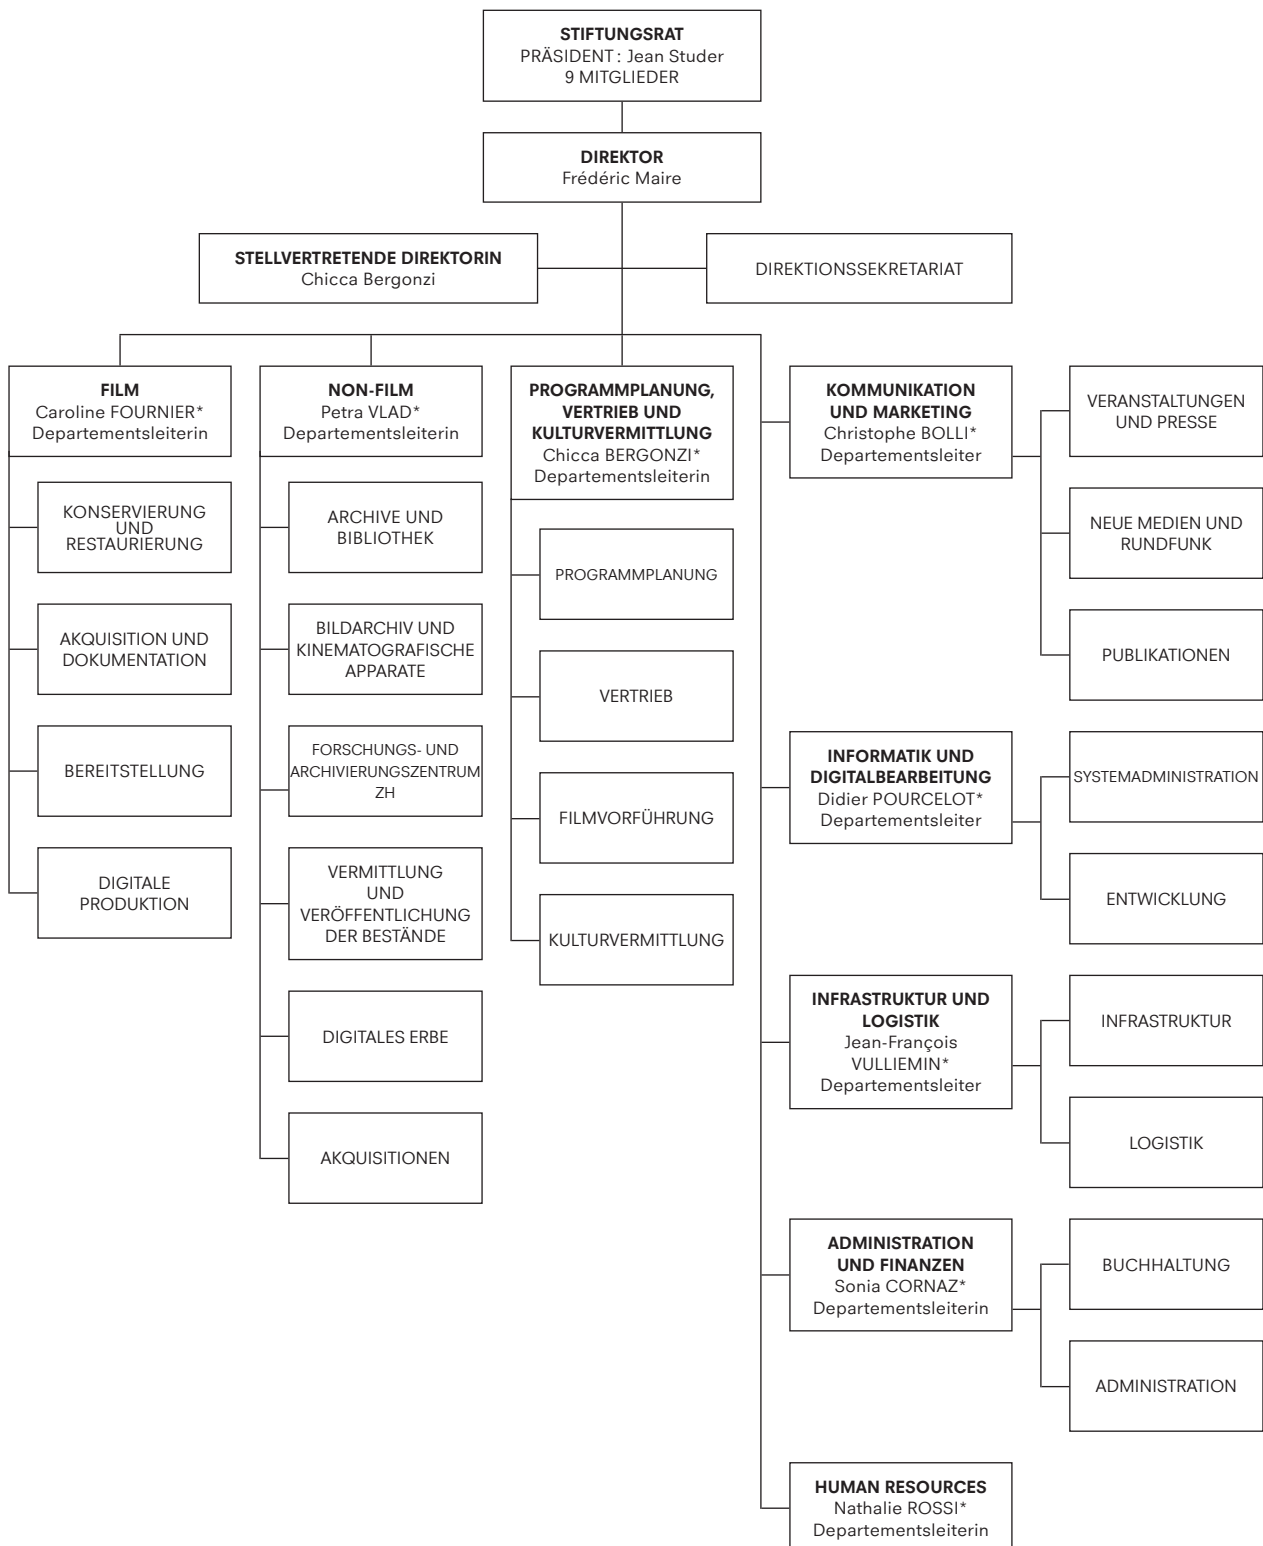 STIFTUNGSRAT
PRÄSIDENT : Jean Studer
9 MITGLIEDER
DIREKTOR
Frédéric Maire
STELLVERTRETENDE DIREKTORIN
Chicca Bergonzi
DIREKTIONSSEKRETARIAT
FILM
Caroline FOURNIER*
Departementsleiterin
KONSERVIERUNG
UND
RESTAURIERUNG
AKQUISITION UND
DOKUMENTATION
BEREITSTELLUNG
DIGITALE
PRODUKTION
NON-FILM
Petra VLAD*
Departementsleiterin
ARCHIVE UND
BIBLIOTHEK
BILDARCHIV UND
KINEMATOGRAFISCHE
APPARATE
FORSCHUNGS- UND
ARCHIVIERUNGSZENTRUM
ZH
VERMITTLUNG
UND
VERÖFFENTLICHUNG
DER BESTÄNDE
DIGITALES ERBE
AKQUISITIONEN
PROGRAMMPLANUNG,
VERTRIEB UND
KULTURVERMITTLUNG
Chicca BERGONZI*
Departementsleiterin
PROGRAMMPLANUNG
VERTRIEB
FILMVORFÜHRUNG
KULTURVERMITTLUNG
KOMMUNIKATION
UND MARKETING
Christophe BOLLI*
Departementsleiter
VERANSTALTUNGEN
UND PRESSE
NEUE MEDIEN UND
RUNDFUNK
PUBLIKATIONEN
INFORMATIK UND
DIGITALBEARBEITUNG
Didier POURCELOT*
Departementsleiter
SYSTEMADMINISTRATION
ENTWICKLUNG
INFRASTRUKTUR UND
LOGISTIK
Jean-François
VULLIEMIN*
Departementsleiter
INFRASTRUKTUR
LOGISTIK
ADMINISTRATION
UND FINANZEN
Sonia CORNAZ*
Departementsleiterin
BUCHHALTUNG
ADMINISTRATION
HUMAN RESOURCES
Nathalie ROSSI*
Departementsleiterin